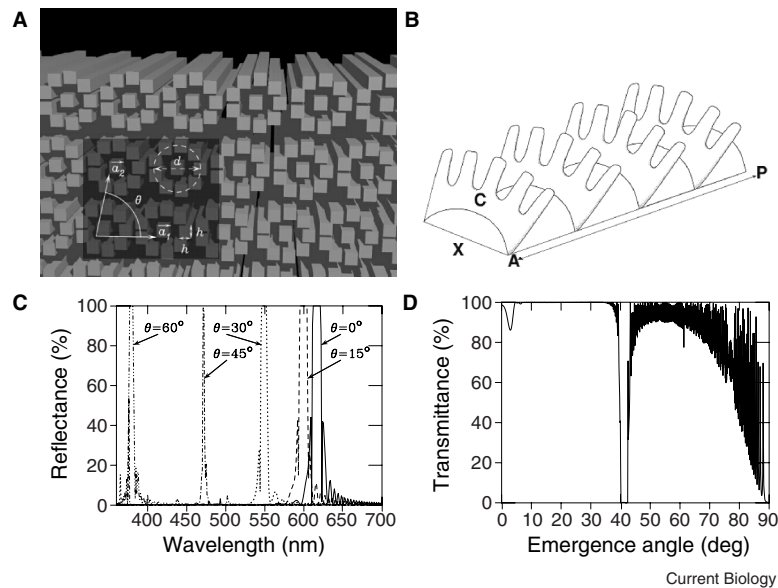 A
B
d
a₂
θ
a₁
h
h
C
X
A
P
C
D
100
80
60
40
20
0
Reflectance (%)
θ=60°
θ=30°
θ=0°
θ=45°
θ=15°
400 450 500 550 600 650 700
Wavelength (nm)
100
80
60
40
20
0
Transmittance (%)
0 10 20 30 40 50 60 70 80 90
Emergence angle (deg)
Current Biology